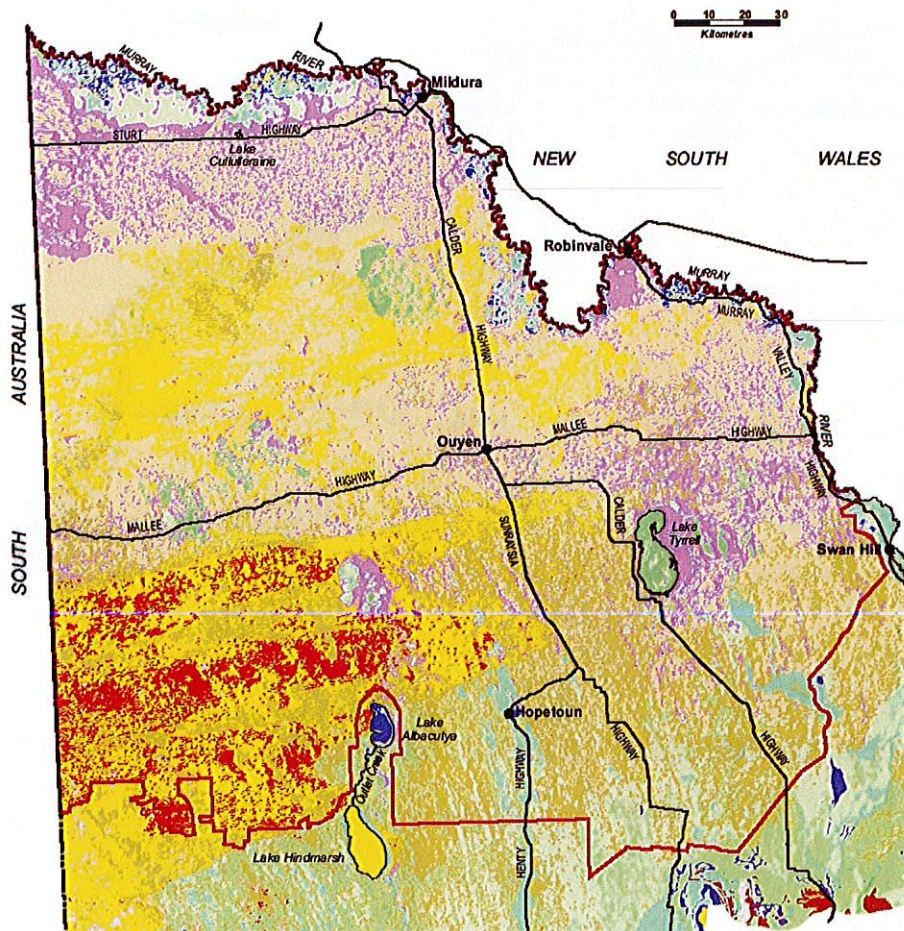 0 10 20 30
Kilometres
MURRAY
RIVER
Mildura
STURT
HIGHWAY
Lake
Cullulleraine
NEW SOUTH WALES
CALDER
HIGHWAY
Robinvale
MURRAY
MURRAY
VALLEY
RIVER
HIGHWAY
SOUTH AUSTRALIA
Ouyen
MALLEE
HIGHWAY
MALLEE
HIGHWAY
SUNRAYSIA
HIGHWAY
CALDER
HIGHWAY
Lake
Tyrrell
Swan Hill
Hopetoun
Lake
Albacutya
Outlet Creek
Lake Hindmarsh
HENTY
HIGHWAY